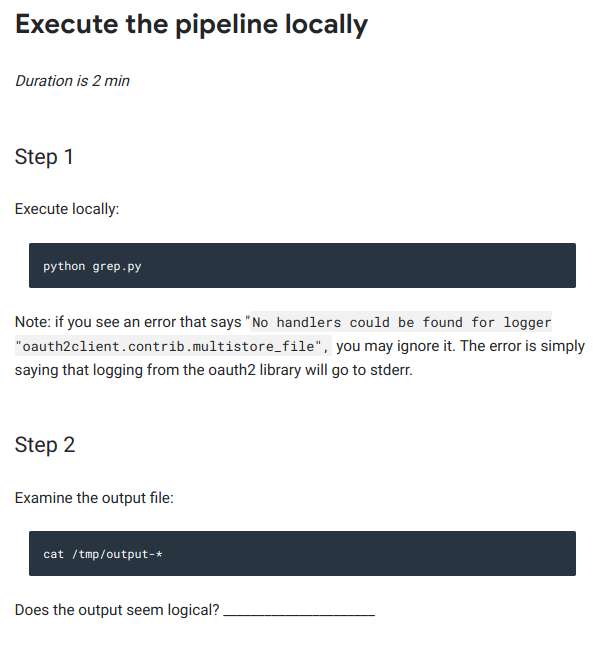 Execute the pipeline locally
Duration is 2 min
Step 1
Execute locally:
python grep.py
Note: if you see an error that says "No handlers could be found for logger
"oauth2client.contrib.multistore_file", you may ignore it. The error is simply
saying that logging from the oauth2 library will go to stderr.
Step 2
Examine the output file:
cat /tmp/output-*
Does the output seem logical? ______________________